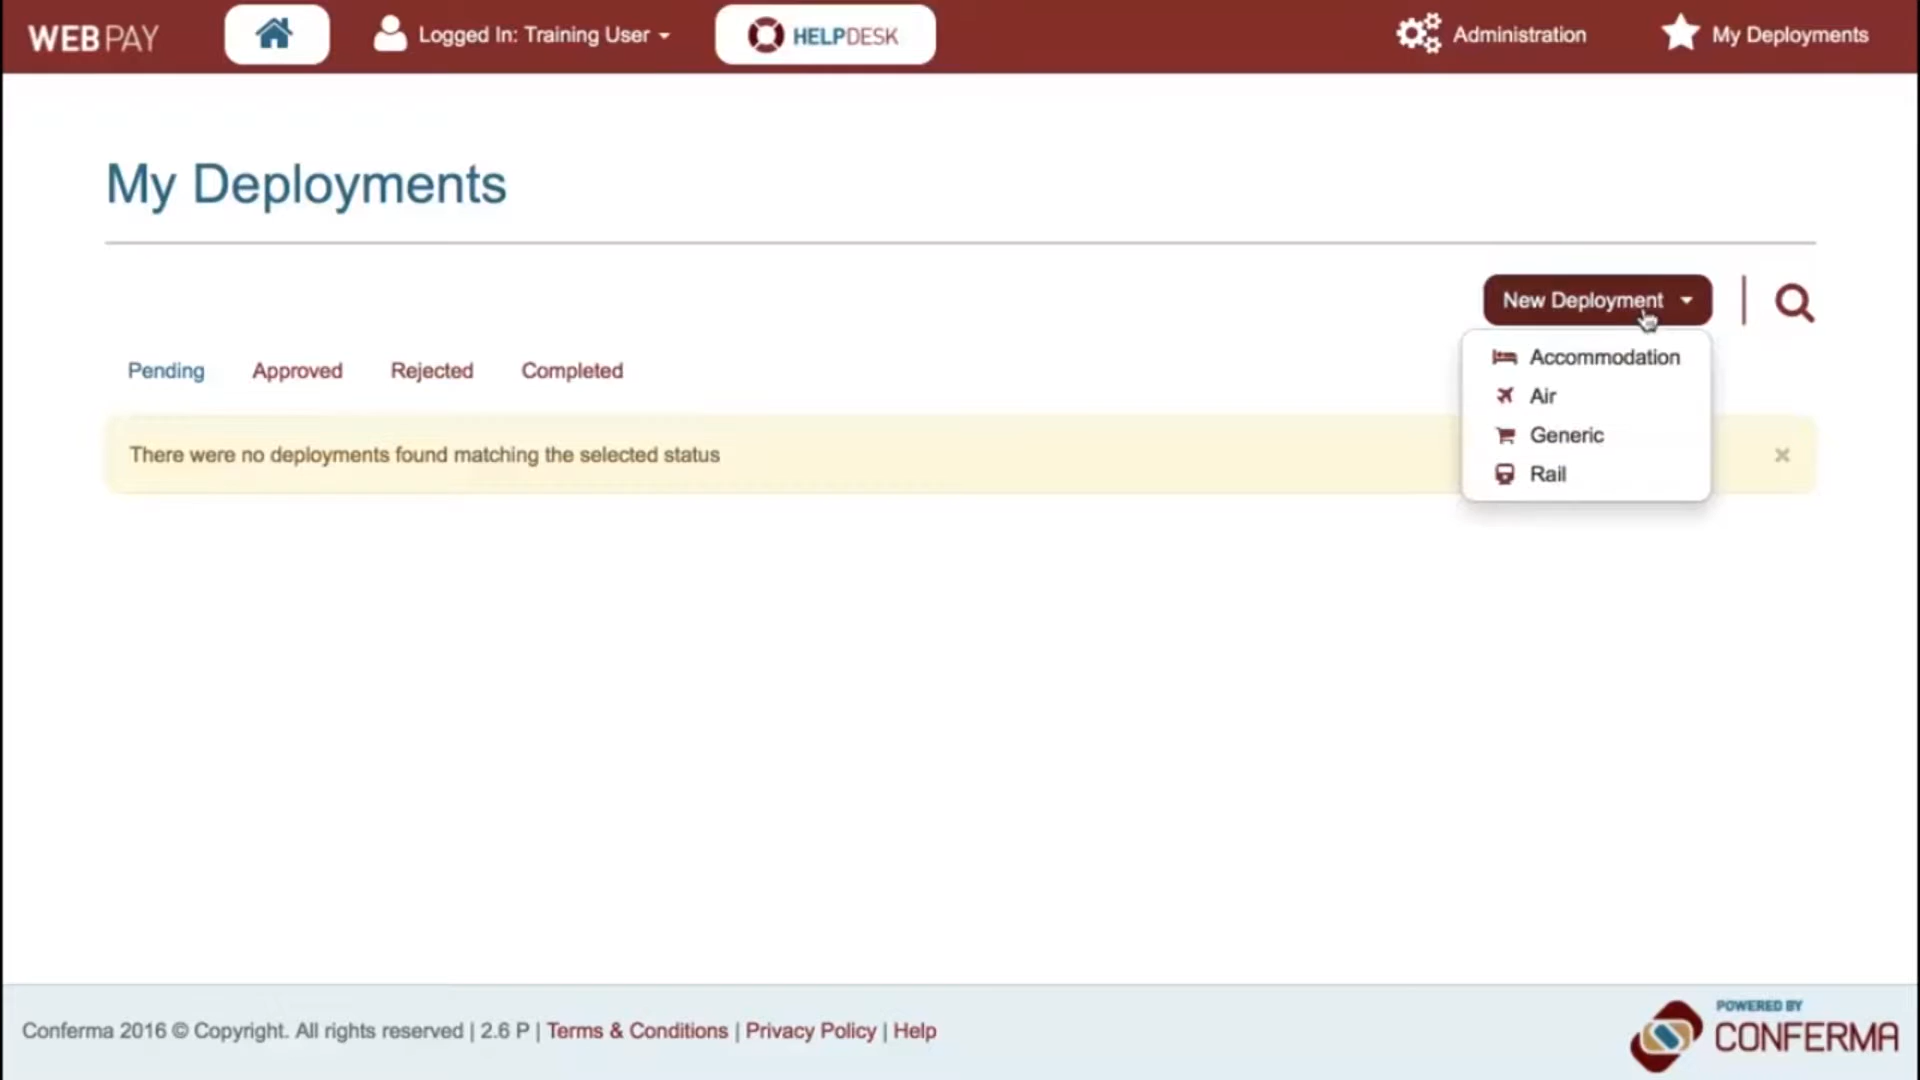 WEBPAY
Logged In: Training User
HELPDESK
Administration
My Deployments
My Deployments
New Deployment
Accommodation
Air
Generic
Rail
Pending Approved Rejected Completed
There were no deployments found matching the selected status
×
Conferma 2016 © Copyright. All rights reserved | 2.6 P | Terms & Conditions | Privacy Policy | Help
POWERED BY
CONFERMA